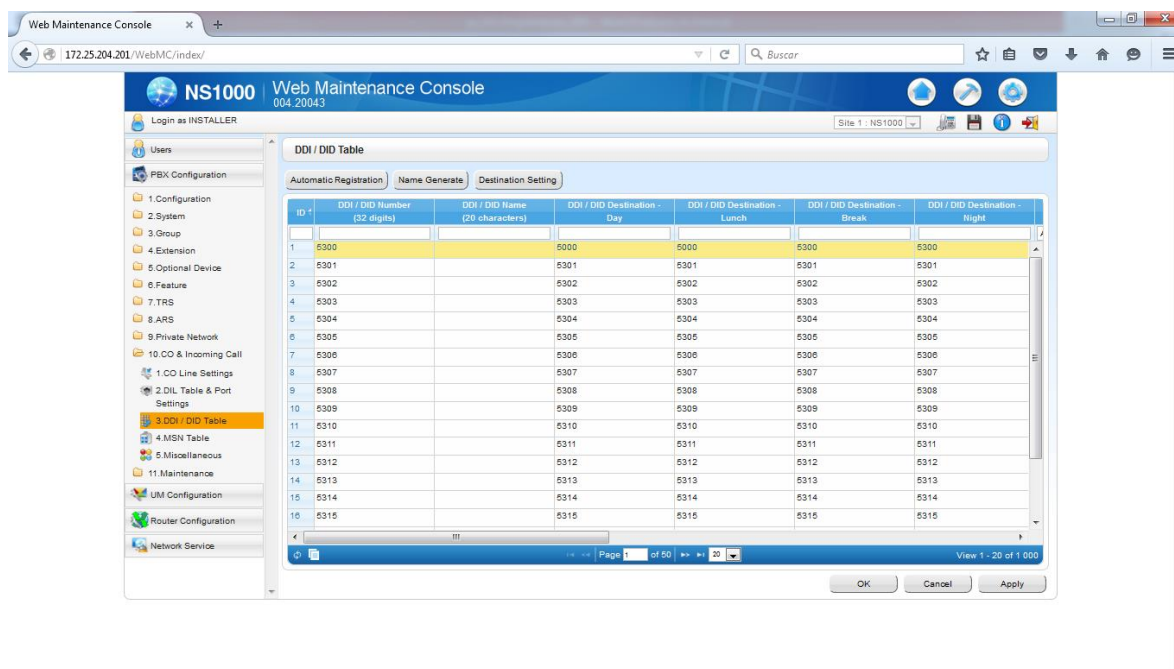 Web Maintenance Console
172.25.204.201/WebMC/index/
Buscar
NS1000
Web Maintenance Console
004.20043
Login as INSTALLER
Site 1 : NS1000
Users
PBX Configuration
1.Configuration
2.System
3.Group
4.Extension
5.Optional Device
6.Feature
7.TRS
8.ARS
9.Private Network
10.CO & Incoming Call
1.CO Line Settings
2.DIL Table & Port
Settings
3.DDI / DID Table
4.MSN Table
5.Miscellaneous
11.Maintenance
UM Configuration
Router Configuration
Network Service
DDI / DID Table
Automatic Registration Name Generate Destination Setting
ID DDI / DID Number (32 digits) DDI / DID Name (20 characters) DDI / DID Destination - Day DDI / DID Destination - Lunch DDI / DID Destination - Break DDI / DID Destination - Night
1 5300 5000 5000 5300 5300
2 5301 5301 5301 5301 5301
3 5302 5302 5302 5302 5302
4 5303 5303 5303 5303 5303
5 5304 5304 5304 5304 5304
6 5305 5305 5305 5305 5305
7 5306 5306 5306 5306 5306
8 5307 5307 5307 5307 5307
9 5308 5308 5308 5308 5308
10 5309 5309 5309 5309 5309
11 5310 5310 5310 5310 5310
12 5311 5311 5311 5311 5311
13 5312 5312 5312 5312 5312
14 5313 5313 5313 5313 5313
15 5314 5314 5314 5314 5314
16 5315 5315 5315 5315 5315
Page 1 of 50 20 View 1 - 20 of 1 000
OK Cancel Apply